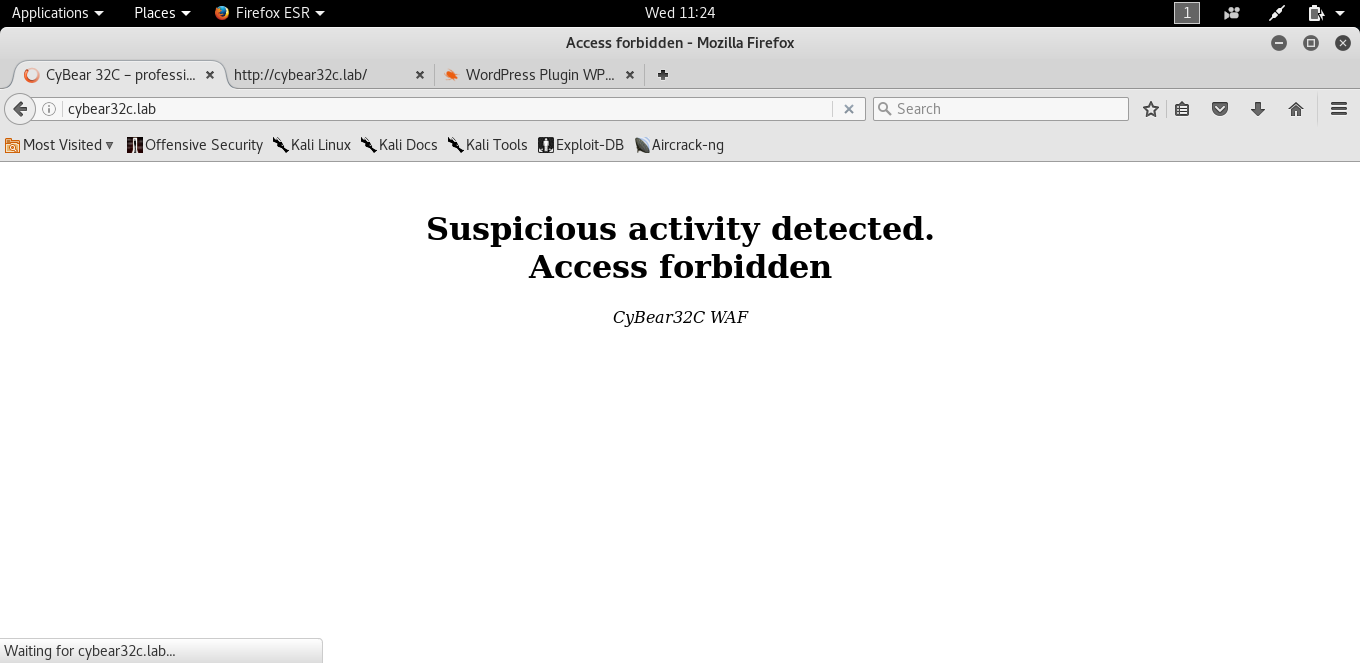 Applications Places Firefox ESR Wed 11:24 1
Access forbidden - Mozilla Firefox
CyBear 32C – professi... http://cybear32c.lab/ WordPress Plugin WP...
cybear32c.lab Search
Most Visited Offensive Security Kali Linux Kali Docs Kali Tools Exploit-DB Aircrack-ng
Suspicious activity detected.
Access forbidden
CyBear32C WAF
Waiting for cybear32c.lab...